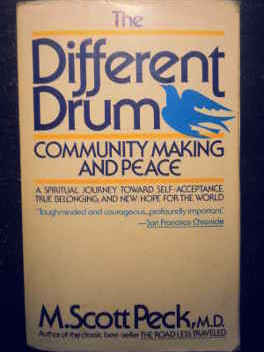 The
Different
Drum
COMMUNITY MAKING
AND PEACE
A SPIRITUAL JOURNEY TOWARD SELF-ACCEPTANCE,
TRUE BELONGING, AND NEW HOPE FOR THE WORLD
"Toughminded and courageous...profoundly important."
—San Francisco Chronicle
M. Scott Peck, M.D.
Author of the classic best-seller THE ROAD LESS TRAVELED